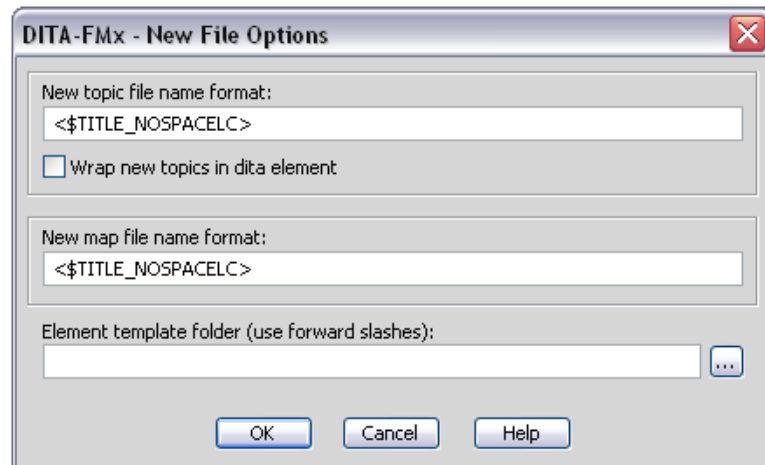 DITA-FMx - New File Options
New topic file name format:
<$TITLE_NOSPACELC>
Wrap new topics in dita element
New map file name format:
<$TITLE_NOSPACELC>
Element template folder (use forward slashes):
...
OK Cancel Help